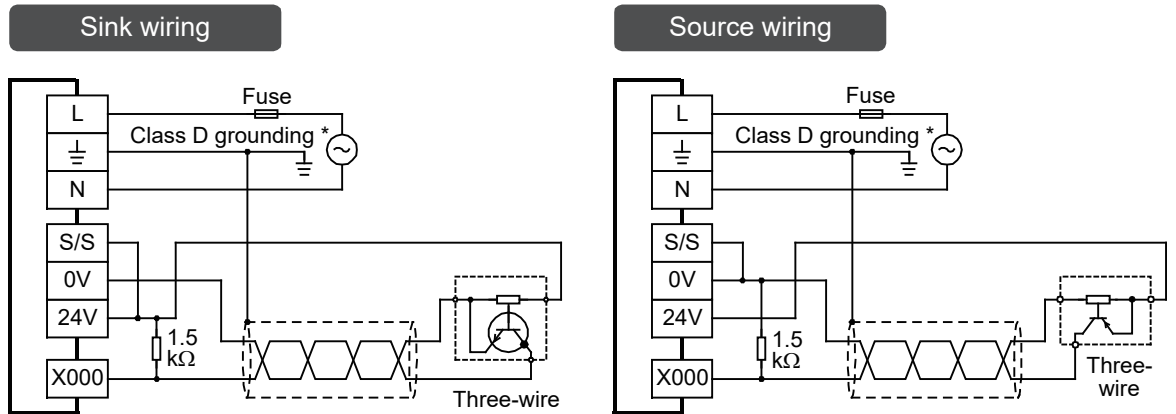 Sink wiring
L
Fuse
Class D grounding *
N
S/S
0V
24V
1.5
kΩ
X000
Three-wire
Source wiring
L
Fuse
Class D grounding *
N
S/S
0V
24V
1.5
kΩ
X000
Three-
wire